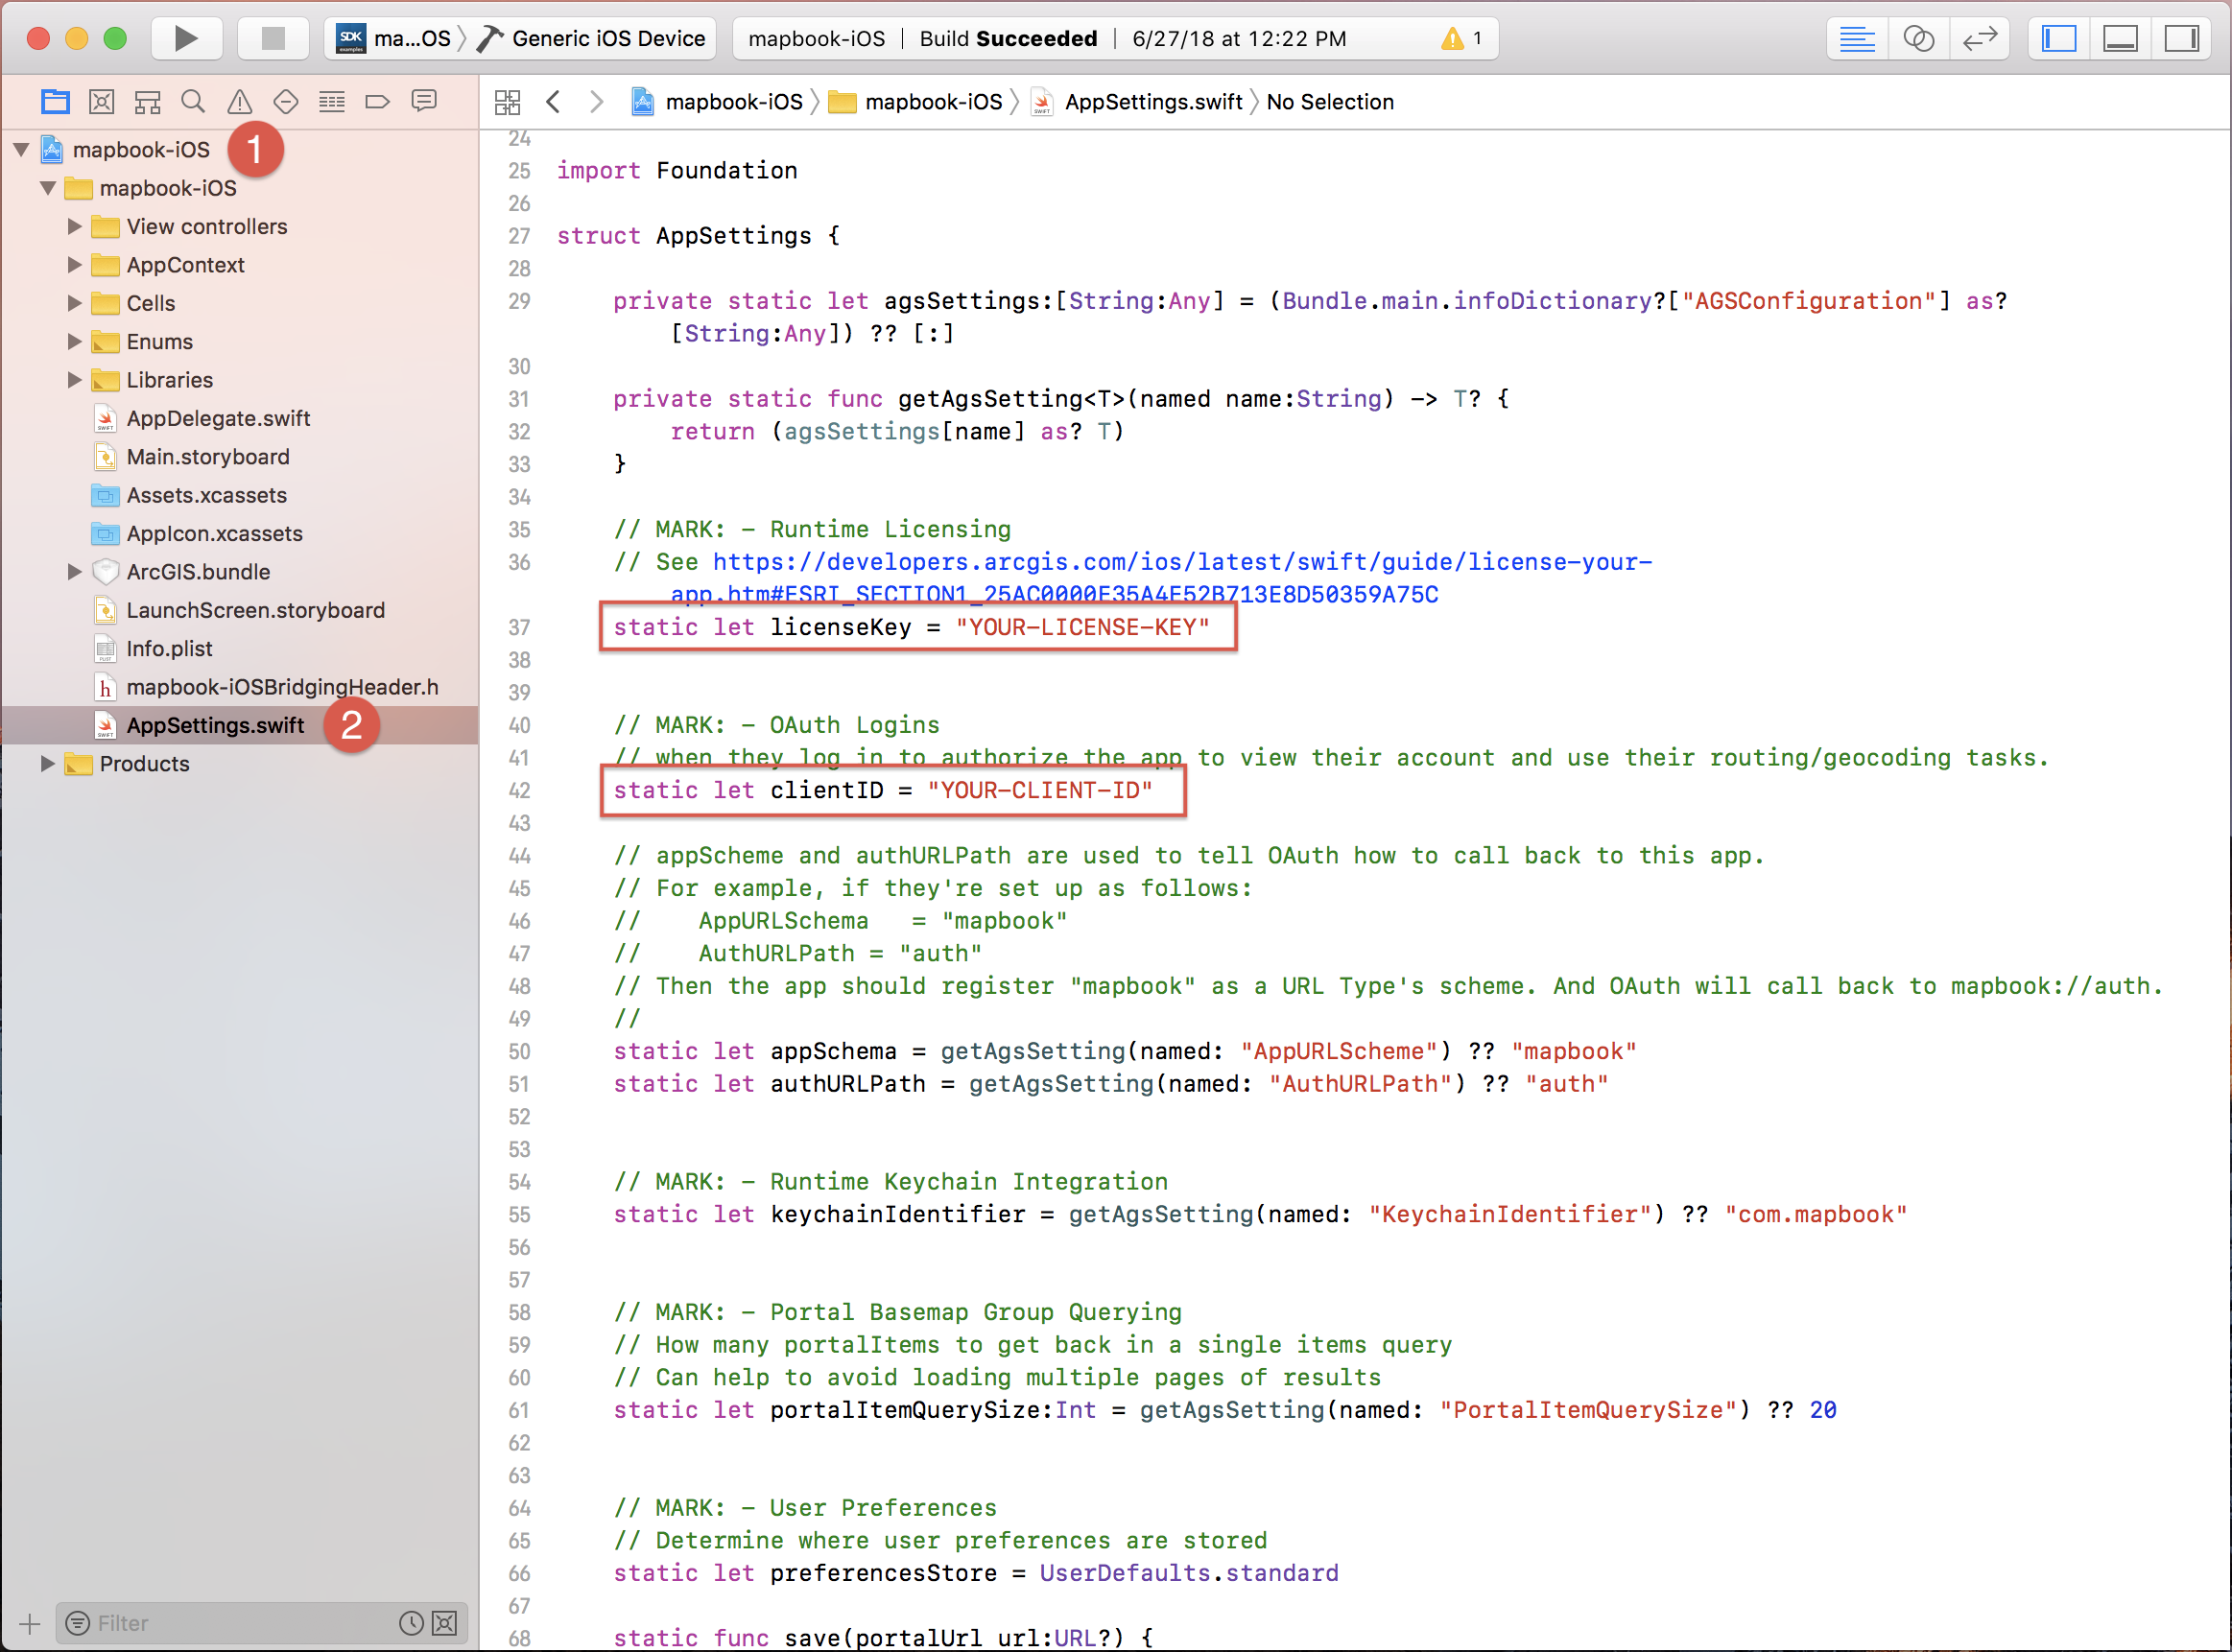 SDK examples ma...OS Generic iOS Device mapbook-iOS Build Succeeded 6/27/18 at 12:22 PM 1
mapbook-iOS mapbook-iOS AppSettings.swift No Selection
mapbook-iOS 1
mapbook-iOS
View controllers
AppContext
Cells
Enums
Libraries
AppDelegate.swift
Main.storyboard
Assets.xcassets
AppIcon.xcassets
ArcGIS.bundle
LaunchScreen.storyboard
Info.plist
mapbook-iOSBridgingHeader.h
AppSettings.swift 2
Products
Filter
24
25 import Foundation
26
27 struct AppSettings {
28
29 private static let agsSettings:[String:Any] = (Bundle.main.infoDictionary?["AGSConfiguration"] as?
[String:Any]) ?? [:]
30
31 private static func getAgsSetting<T>(named name:String) -> T? {
32 return (agsSettings[name] as? T)
33 }
34
35 // MARK: - Runtime Licensing
36 // See https://developers.arcgis.com/ios/latest/swift/guide/license-your-
app.htm#ESRI_SECTION1_25AC0000E35A4E52B713E8D50359A75C
37 static let licenseKey = "YOUR-LICENSE-KEY"
38
39
40 // MARK: - OAuth Logins
41 // when they log in to authorize the app to view their account and use their routing/geocoding tasks.
42 static let clientID = "YOUR-CLIENT-ID"
43
44 // appScheme and authURLPath are used to tell OAuth how to call back to this app.
45 // For example, if they're set up as follows:
46 // AppURLSchema = "mapbook"
47 // AuthURLPath = "auth"
48 // Then the app should register "mapbook" as a URL Type's scheme. And OAuth will call back to mapbook://auth.
49 //
50 static let appSchema = getAgsSetting(named: "AppURLScheme") ?? "mapbook"
51 static let authURLPath = getAgsSetting(named: "AuthURLPath") ?? "auth"
52
53
54 // MARK: - Runtime Keychain Integration
55 static let keychainIdentifier = getAgsSetting(named: "KeychainIdentifier") ?? "com.mapbook"
56
57
58 // MARK: - Portal Basemap Group Querying
59 // How many portalItems to get back in a single items query
60 // Can help to avoid loading multiple pages of results
61 static let portalItemQuerySize:Int = getAgsSetting(named: "PortalItemQuerySize") ?? 20
62
63
64 // MARK: - User Preferences
65 // Determine where user preferences are stored
66 static let preferencesStore = UserDefaults.standard
67
68 static func save(portalUrl url:URL?) {